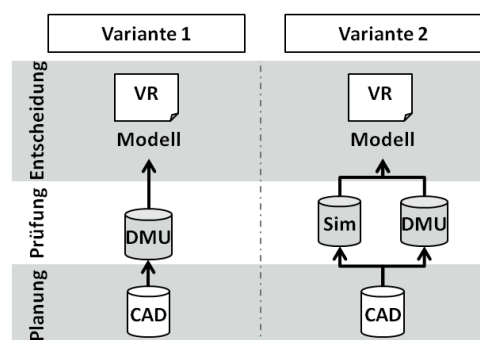 Variante 1
Variante 2
Entscheidung
VR
Modell
VR
Modell
Prüfung
DMU
Sim
DMU
Planung
CAD
CAD